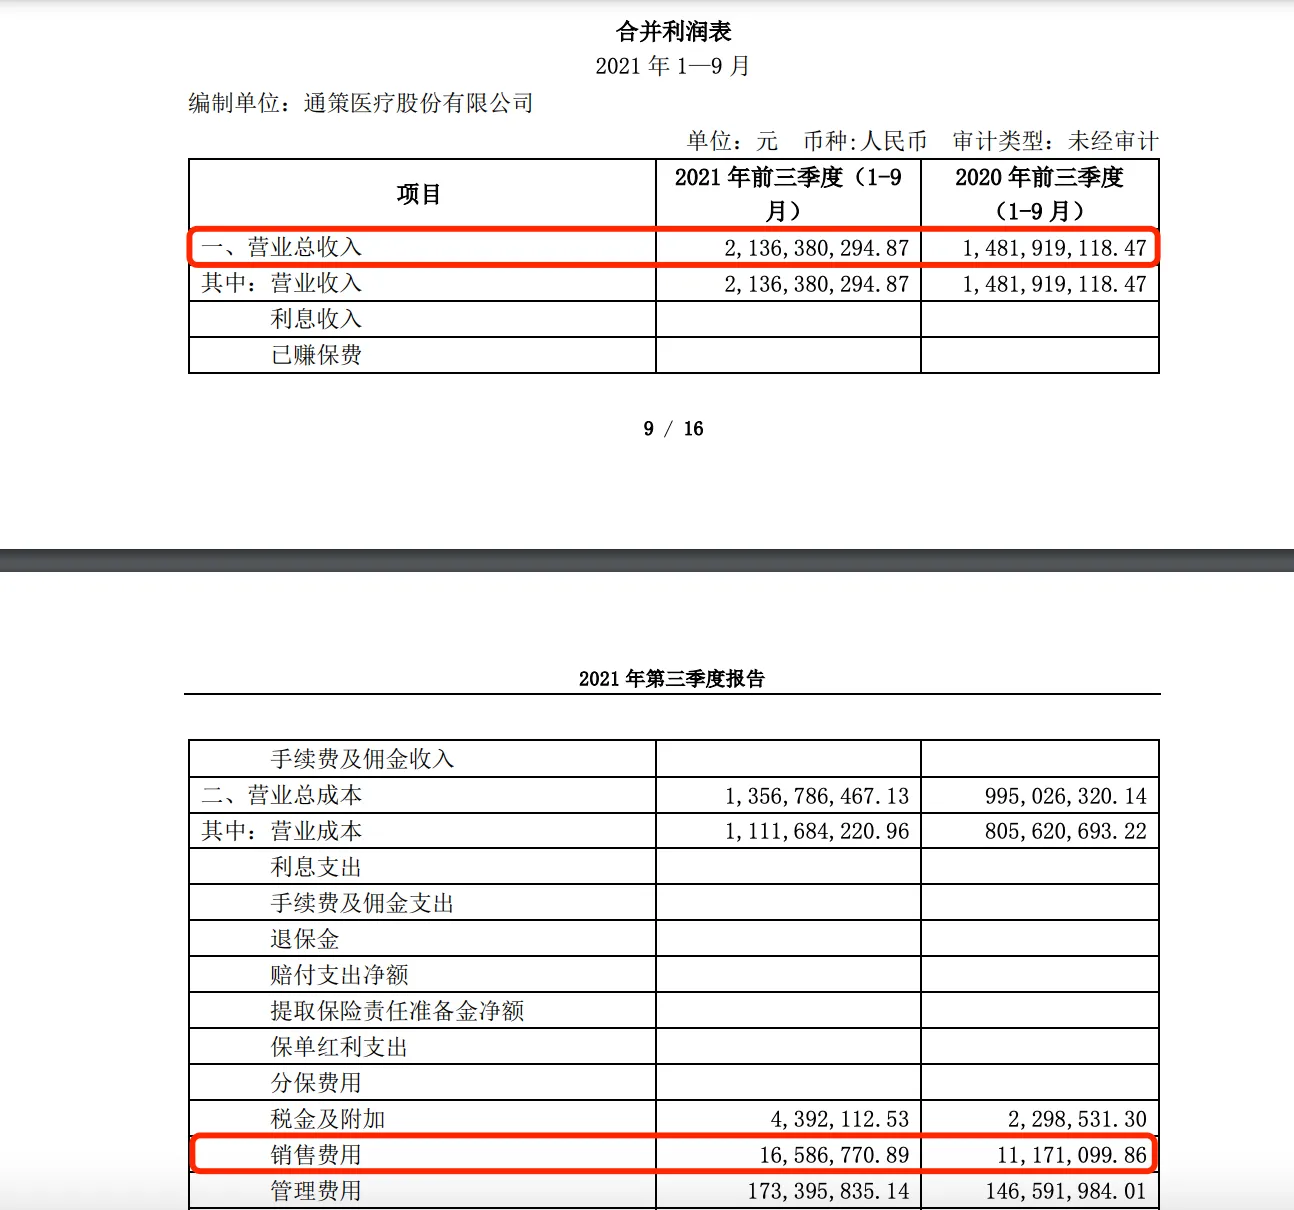 合并利润表
2021 年 1—9 月
编制单位：通策医疗股份有限公司
单位：元 币种:人民币 审计类型：未经审计
项目 2021 年前三季度（1-9 月） 2020 年前三季度（1-9 月）
一、营业总收入 2,136,380,294.87 1,481,919,118.47
其中：营业收入 2,136,380,294.87 1,481,919,118.47
利息收入
已赚保费
9 / 16
2021 年第三季度报告
手续费及佣金收入
二、营业总成本 1,356,786,467.13 995,026,320.14
其中：营业成本 1,111,684,220.96 805,620,693.22
利息支出
手续费及佣金支出
退保金
赔付支出净额
提取保险责任准备金净额
保单红利支出
分保费用
税金及附加 4,392,112.53 2,298,531.30
销售费用 16,586,770.89 11,171,099.86
管理费用 173,395,835.14 146,591,984.01